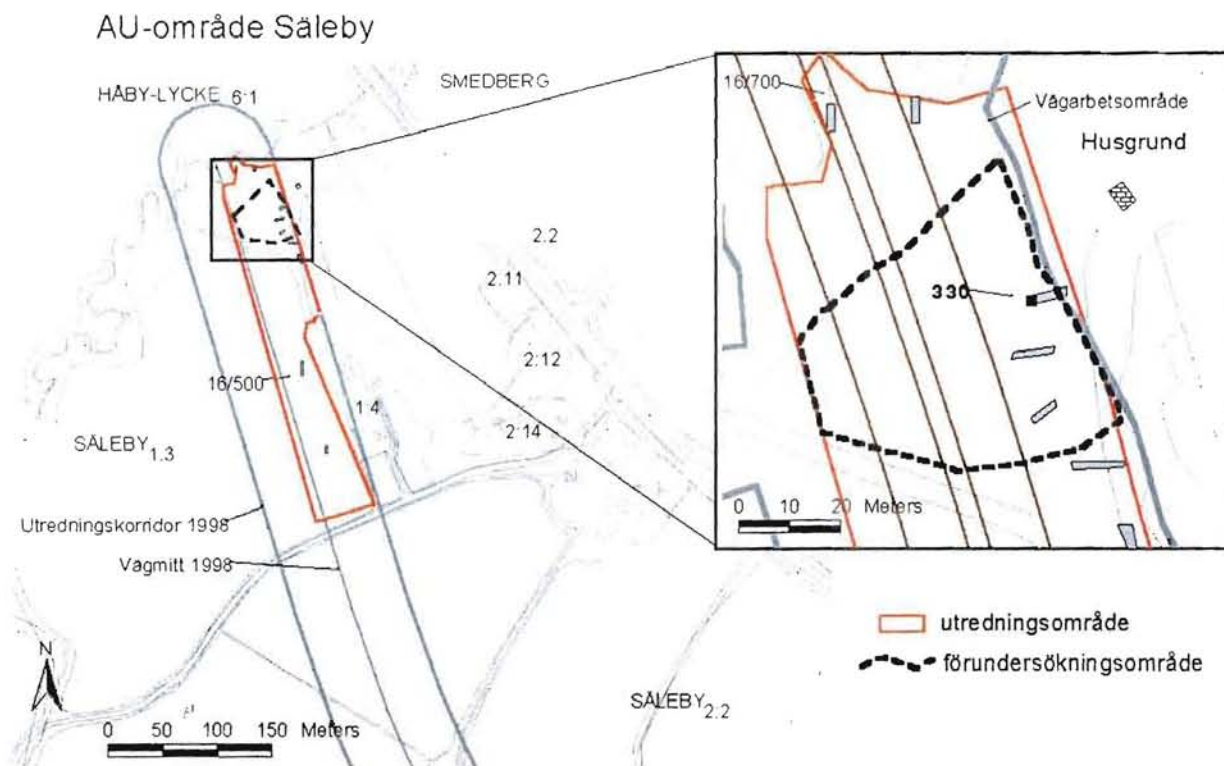 AU-område Säleby
SMEDBERG
HÅBY-LYCKE 6:1
16/700
Vägarbetsområde
Husgrund
2.2
2.11
330
2:12
16/500
1 4
2 14
SÄLEBY 1.3
0 10 20 Meters
Utredningskorridor 1998
Vägmitt 1998
utredningsområde
förundersökningsområde
N
SÄLEBY 2:2
0 50 100 150 Meters